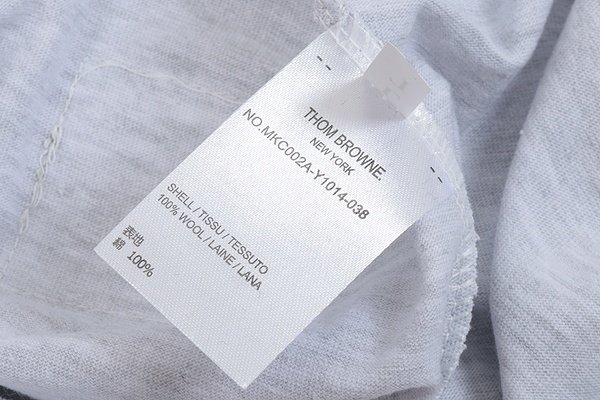 THOM BROWNE.
NEW YORK
NO.MKC002A-Y1014-038
SHELL / TISSU / TESSUTO
100% WOOL / LAINE / LANA
表地
綿 100%